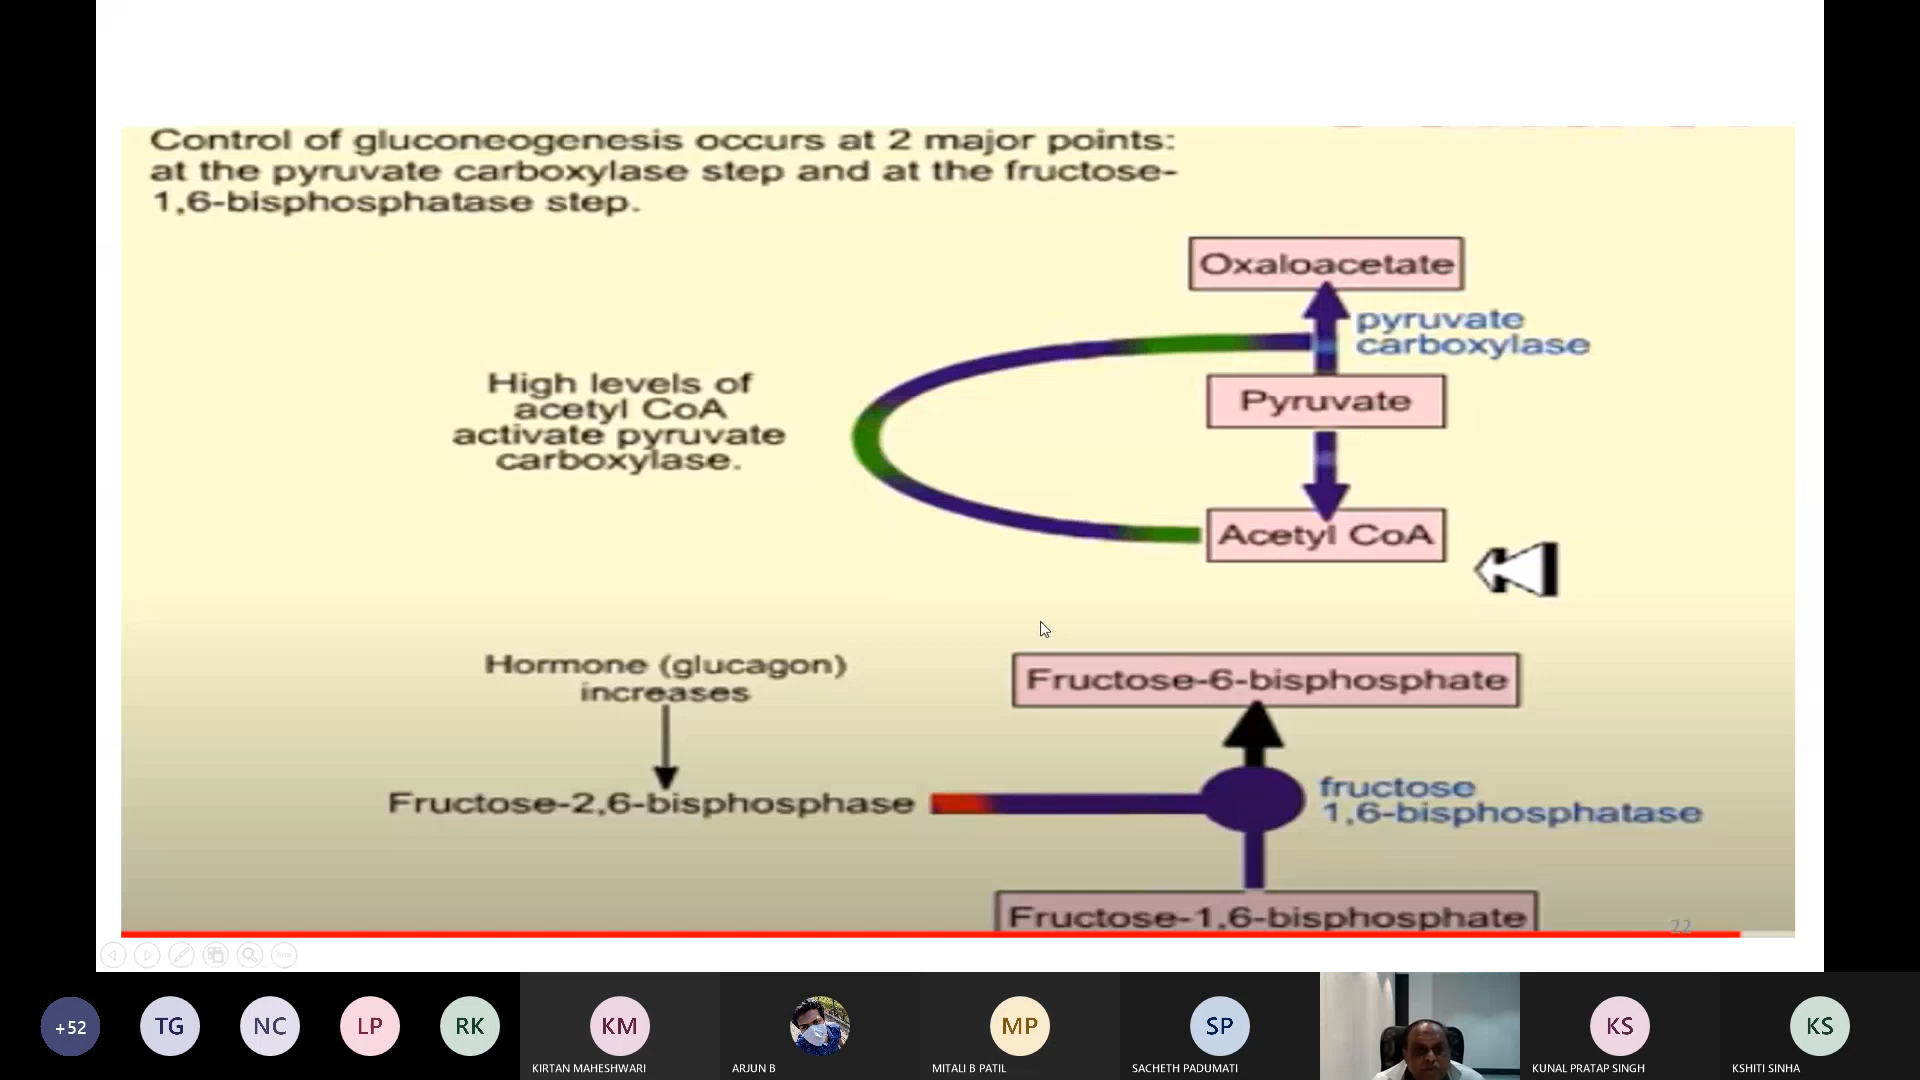 Control of gluconeogenesis occurs at 2 major points:
at the pyruvate carboxylase step and at the fructose-
1,6-bisphosphatase step.
Oxaloacetate
pyruvate
carboxylase
High levels of
acetyl CoA
activate pyruvate
carboxylase.
Pyruvate
Acetyl CoA
Hormone (glucagon)
increases
Fructose-6-bisphosphate
Fructose-2,6-bisphosphase
fructose
1,6-bisphosphatase
Fructose-1,6-bisphosphate
22
+52
TG
NC
LP
RK
KM
MP
SP
KS
KS
KIRTAN MAHESHWARI
ARJUN B
MITALI B PATIL
SACHETH PADUMATI
KUNAL PRATAP SINGH
KSHITI SINHA